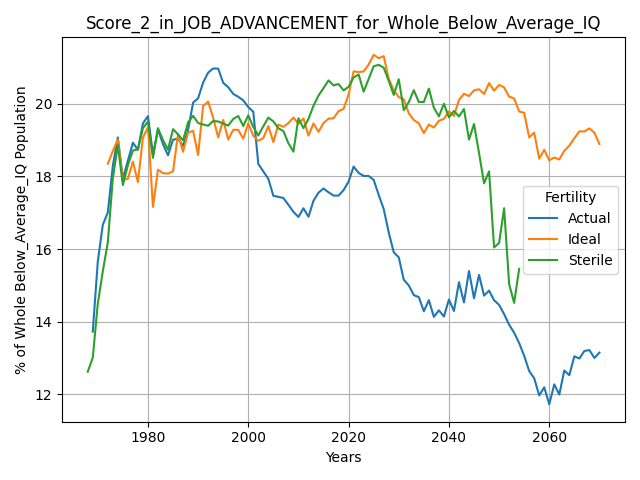 Score_2_in_JOB_ADVANCEMENT_for_Whole_Below_Average_IQ
% of Whole Below_Average_IQ Population
20
18
16
14
12
Fertility
Actual
Ideal
Sterile
1980
2000
2020
2040
2060
Years